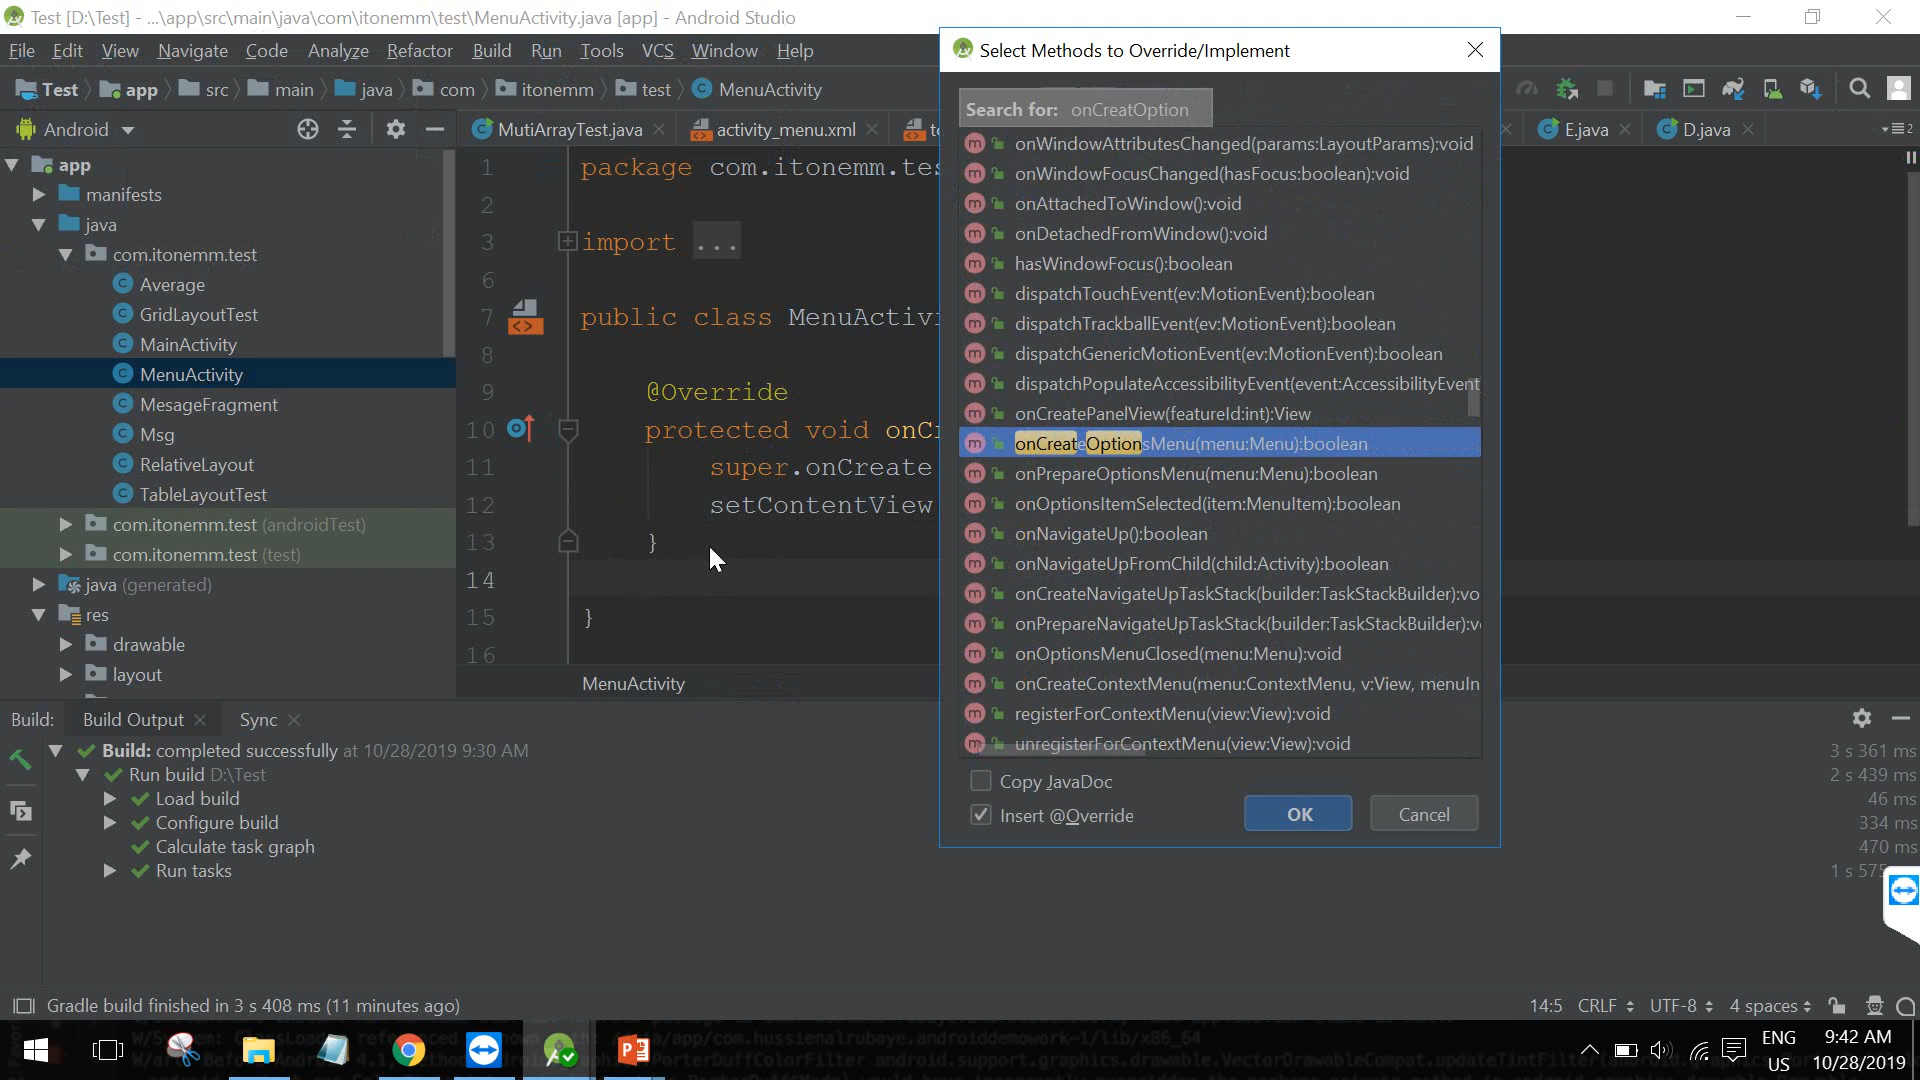 Test [D:\Test] - ...\app\src\main\java\com\itonemm\test\MenuActivity.java [app] - Android Studio
File Edit View Navigate Code Analyze Refactor Build Run Tools VCS Window Help
Test app src main java com itonemm test MenuActivity
Android
MutiArrayTest.java activity_menu.xml E.java D.java 2
app
manifests
java
com.itonemm.test
Average
GridLayoutTest
MainActivity
MenuActivity
MesageFragment
Msg
RelativeLayout
TableLayoutTest
com.itonemm.test (androidTest)
com.itonemm.test (test)
java (generated)
res
drawable
layout
1 package com.itonemm.tes
2
3 import ...
6
7 public class MenuActivi
8
9 @Override
10 protected void onCr
11 super.onCreate
12 setContentView
13 }
14
15 }
16
MenuActivity
Select Methods to Override/Implement
Search for: onCreatOption
onWindowAttributesChanged(params:LayoutParams):void
onWindowFocusChanged(hasFocus:boolean):void
onAttachedToWindow():void
onDetachedFromWindow():void
hasWindowFocus():boolean
dispatchTouchEvent(ev:MotionEvent):boolean
dispatchTrackballEvent(ev:MotionEvent):boolean
dispatchGenericMotionEvent(ev:MotionEvent):boolean
dispatchPopulateAccessibilityEvent(event:AccessibilityEvent
onCreatePanelView(featureId:int):View
onCreateOptionsMenu(menu:Menu):boolean
onPrepareOptionsMenu(menu:Menu):boolean
onOptionsItemSelected(item:MenuItem):boolean
onNavigateUp():boolean
onNavigateUpFromChild(child:Activity):boolean
onCreateNavigateUpTaskStack(builder:TaskStackBuilder):vo
onPrepareNavigateUpTaskStack(builder:TaskStackBuilder):v
onOptionsMenuClosed(menu:Menu):void
onCreateContextMenu(menu:ContextMenu, v:View, menuIn
registerForContextMenu(view:View):void
unregisterForContextMenu(view:View):void
Copy JavaDoc
Insert @Override
OK Cancel
Build: Build Output Sync
Build: completed successfully at 10/28/2019 9:30 AM 3 s 361 ms
Run build D:\Test 2 s 439 ms
Load build 46 ms
Configure build 334 ms
Calculate task graph 470 ms
Run tasks 1 s 575
Gradle build finished in 3 s 408 ms (11 minutes ago) 14:5 CRLF UTF-8 4 spaces
ENG
US
9:42 AM
10/28/2019